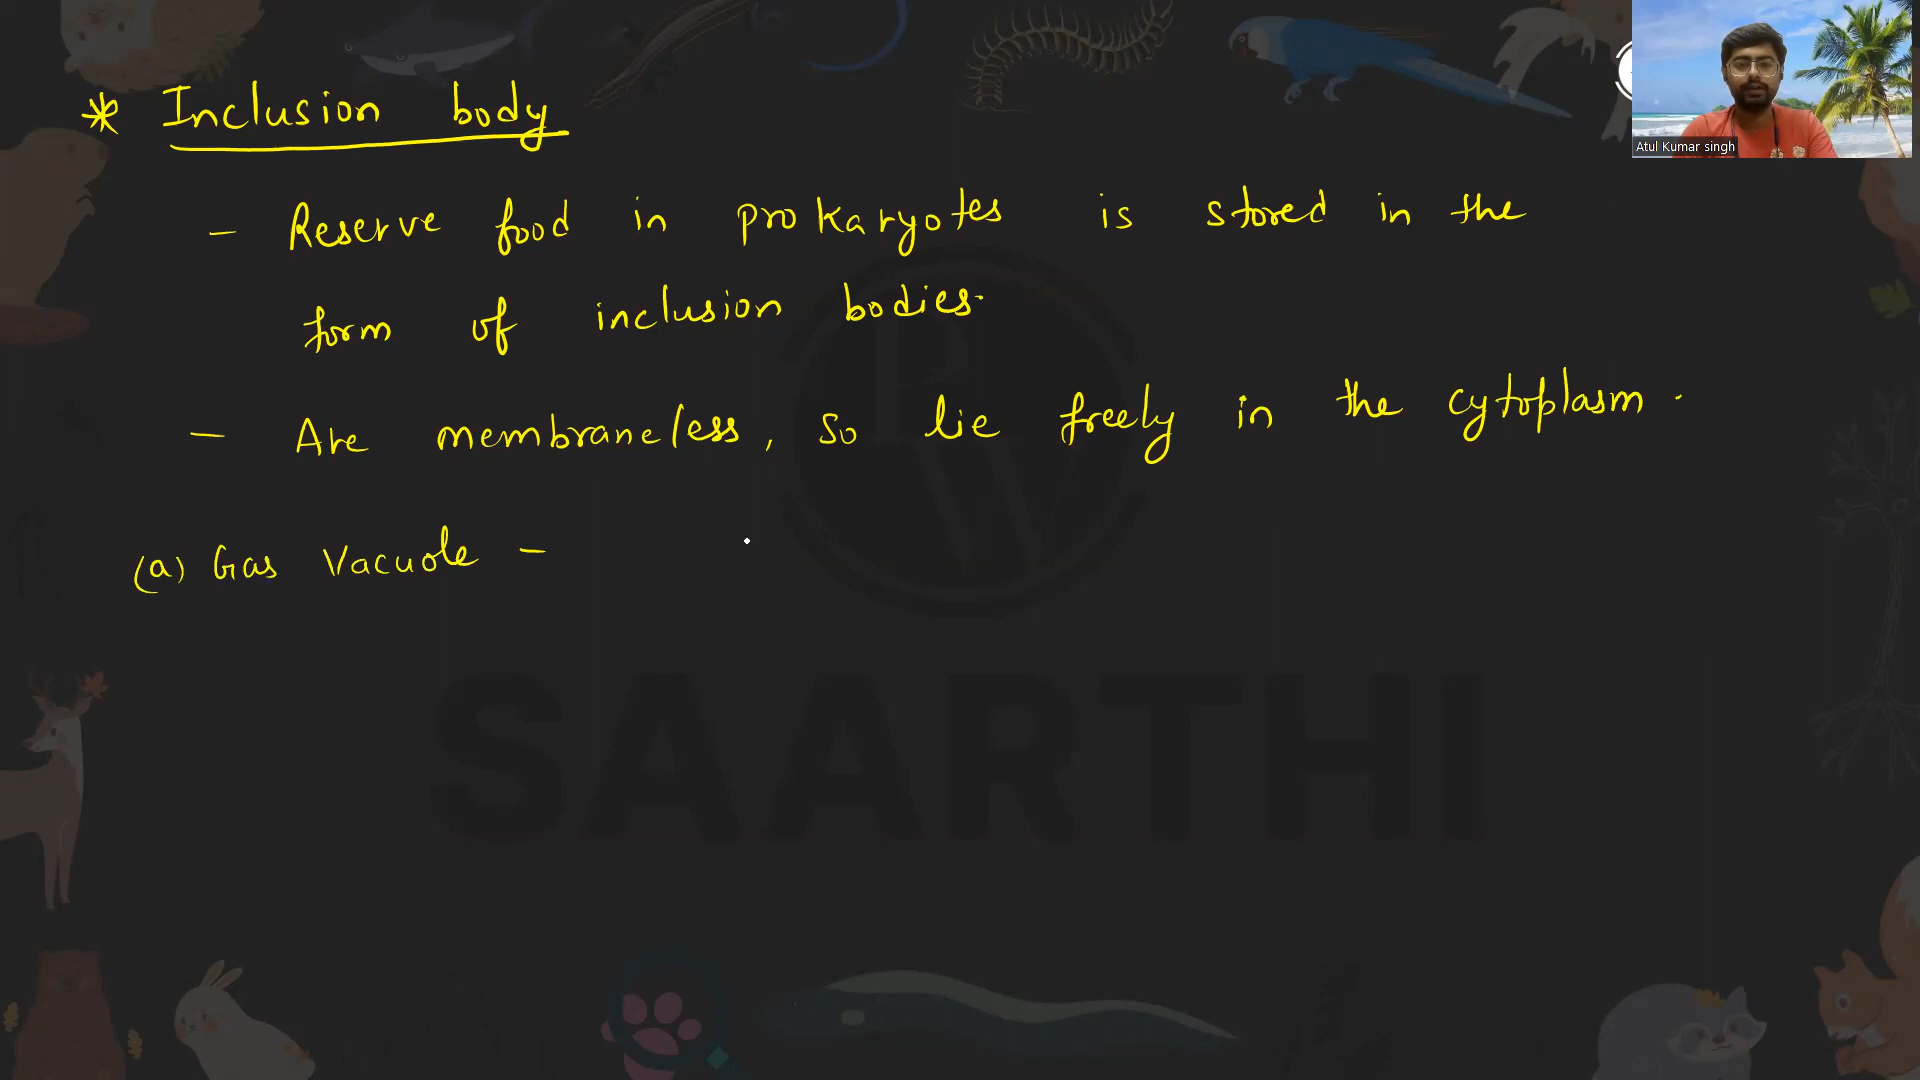 * Inclusion body
Atul Kumar singh
- Reserve food in prokaryotes is stored in the
form of inclusion bodies.
- Are membraneless, so lie freely in the cytoplasm.
(a) Gas Vacuole -
PW
SAARTHI